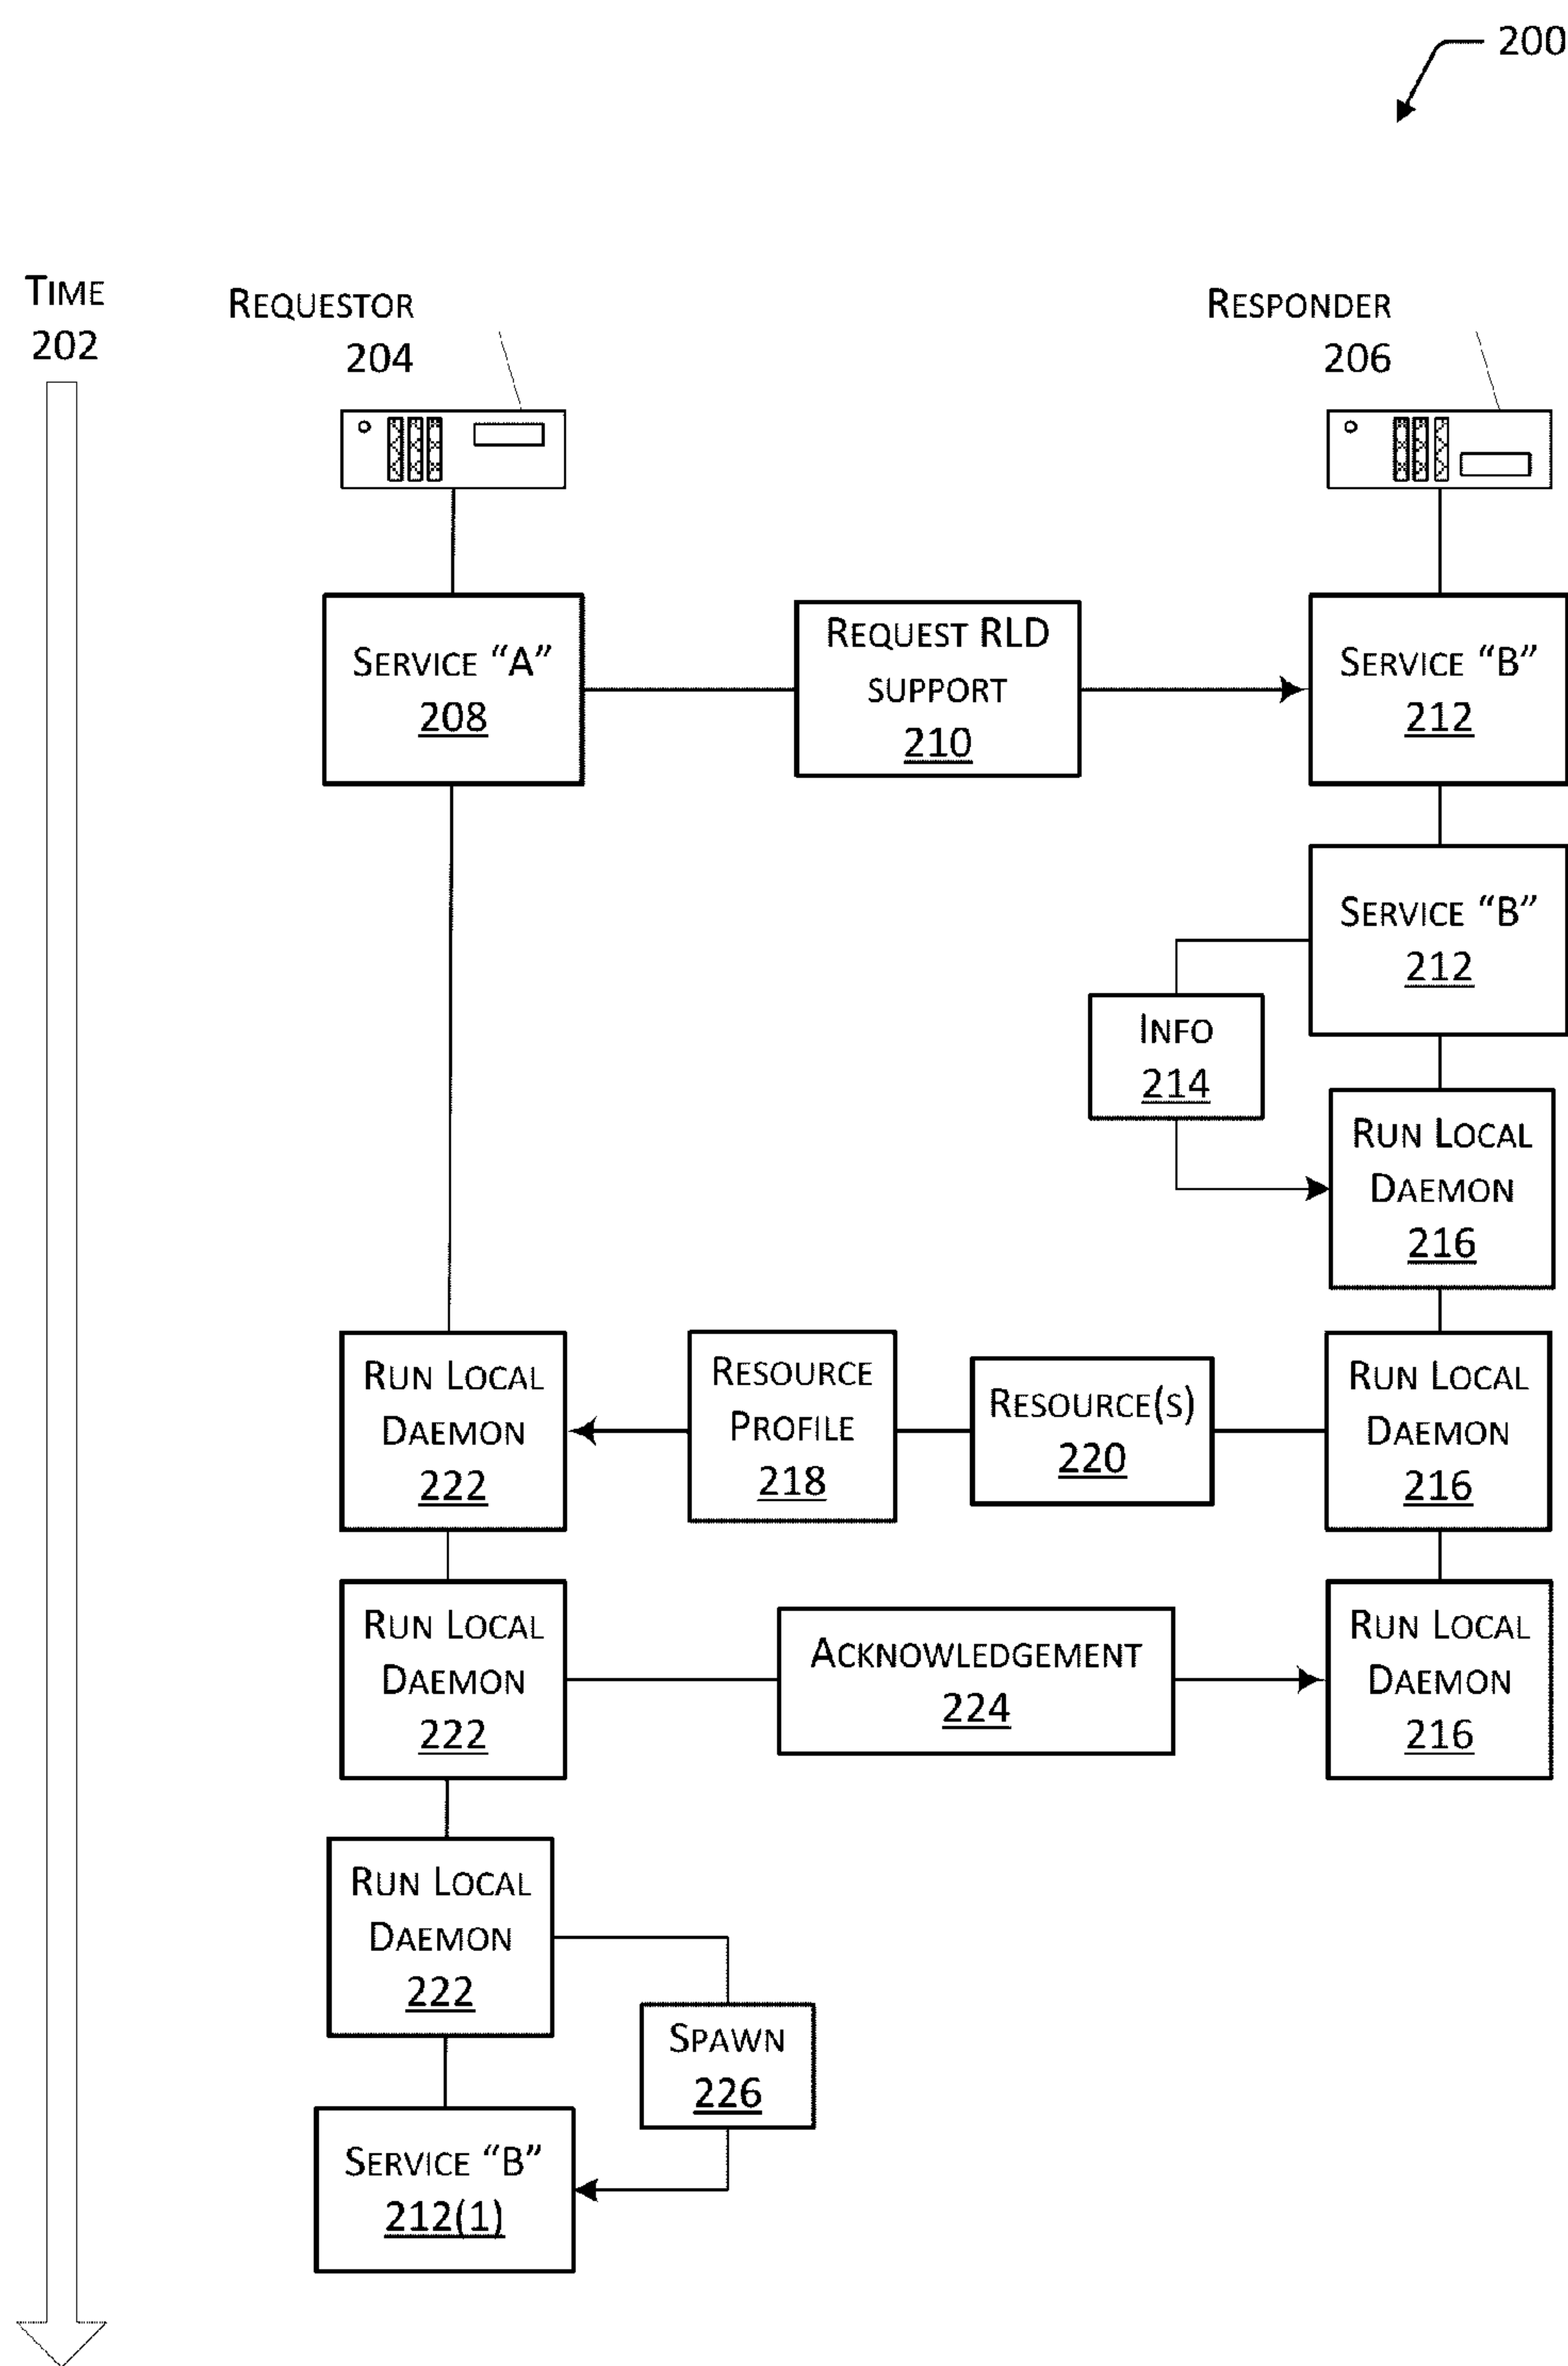 200
TIME
202
REQUESTOR
204
RESPONDER
206
SERVICE "A"
208
REQUEST RLD
SUPPORT
210
SERVICE "B"
212
SERVICE "B"
212
INFO
214
RUN LOCAL
DAEMON
216
RUN LOCAL
DAEMON
222
RESOURCE
PROFILE
218
RESOURCE(S)
220
RUN LOCAL
DAEMON
216
RUN LOCAL
DAEMON
222
ACKNOWLEDGEMENT
224
RUN LOCAL
DAEMON
216
RUN LOCAL
DAEMON
222
SPAWN
226
SERVICE "B"
212(1)